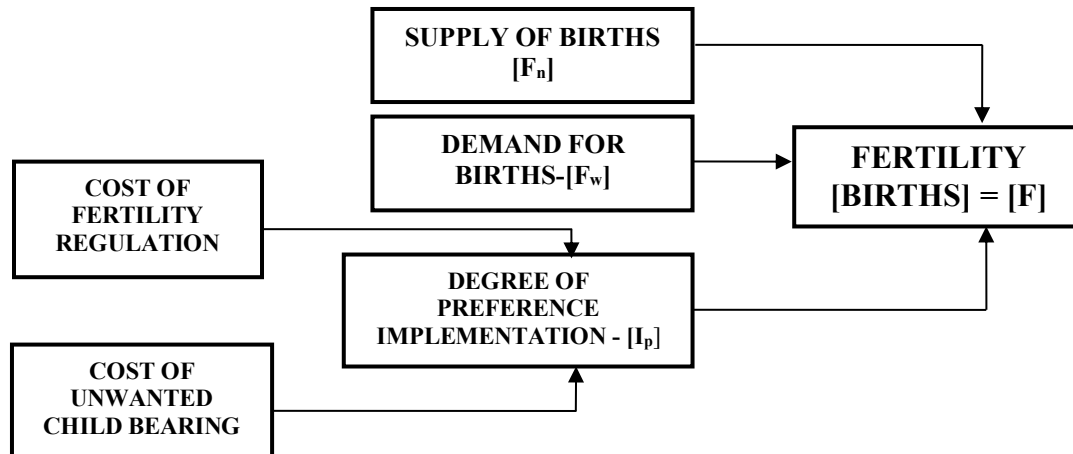 SUPPLY OF BIRTHS
[Fn]
DEMAND FOR
BIRTHS-[Fw]
FERTILITY
[BIRTHS] = [F]
COST OF
FERTILITY
REGULATION
DEGREE OF
PREFERENCE
IMPLEMENTATION - [Ip]
COST OF
UNWANTED
CHILD BEARING